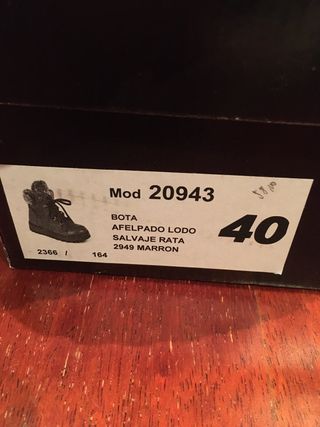 Mod 20943
BOTA
AFELPADO LODO
SALVAJE RATA
2949 MARRON
40
2366 / 164